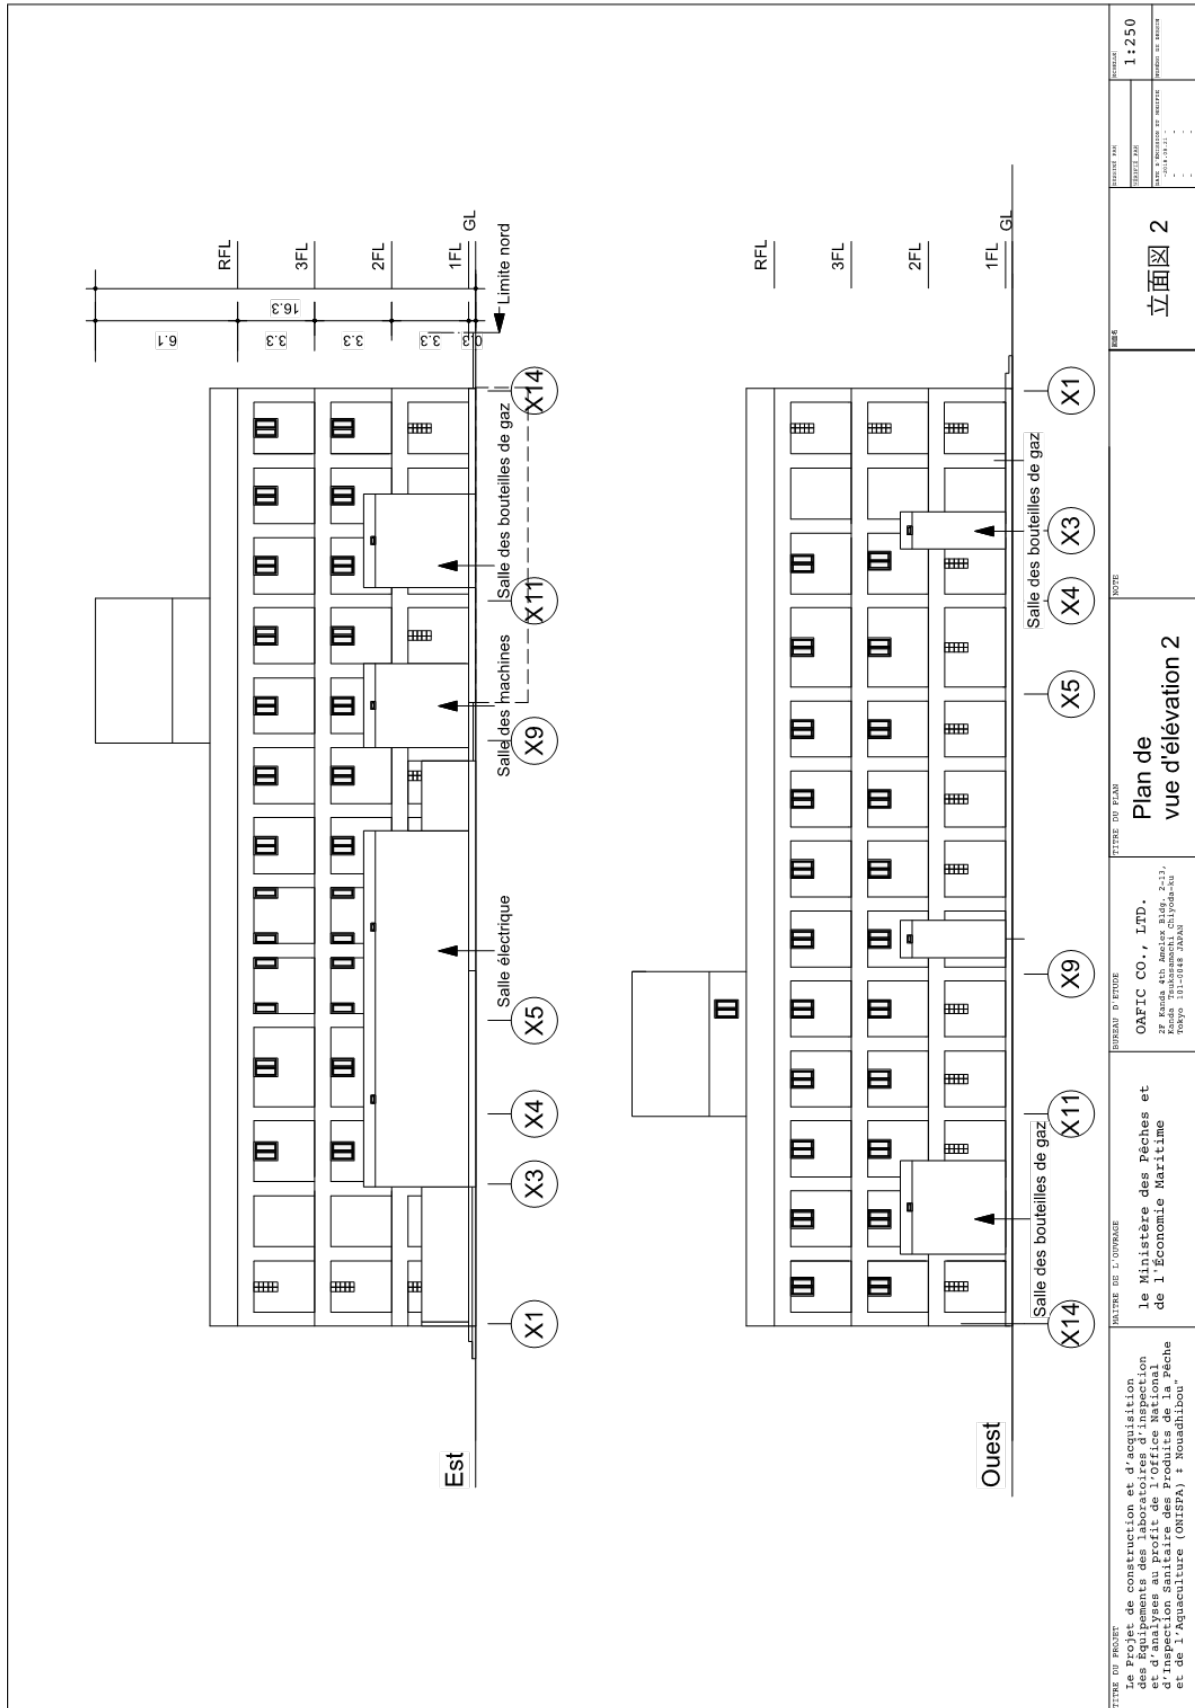 Est
RFL
3FL
2FL
1FL
GL
6.1
3.3
3.3
3.3
0.3
16.3
Limite nord
Salle électrique
Salle des machines
Salle des bouteilles de gaz
X1
X3
X4
X5
X9
X11
X14
Ouest
RFL
3FL
2FL
1FL
GL
Salle des bouteilles de gaz
Salle des bouteilles de gaz
X14
X11
X9
X5
X4
X3
X1
TITRE DU PROJET
Le Projet de construction et d'acquisition
des Équipements des laboratoires d'inspection
et d'analyses au profit de l'Office National
d'Inspection Sanitaire des Produits de la Pêche
et de l'Aquaculture (ONISPA) : Nouadhibou"
MAITRE DE L'OUVRAGE
le Ministère des Pêches et
de l'Économie Maritime
BUREAU D'ETUDE
OAFIC CO., LTD.
2F Kanda 4th Amelex Bldg. 2-13,
Kanda Tsukasamachi Chiyoda-ku
Tokyo 101-0048 JAPAN
TITRE DU PLAN
Plan de
vue d'élévation 2
NOTE
図面名
立面図 2
DESSINE PAR
VÉRIFIÉ PAR
1:250